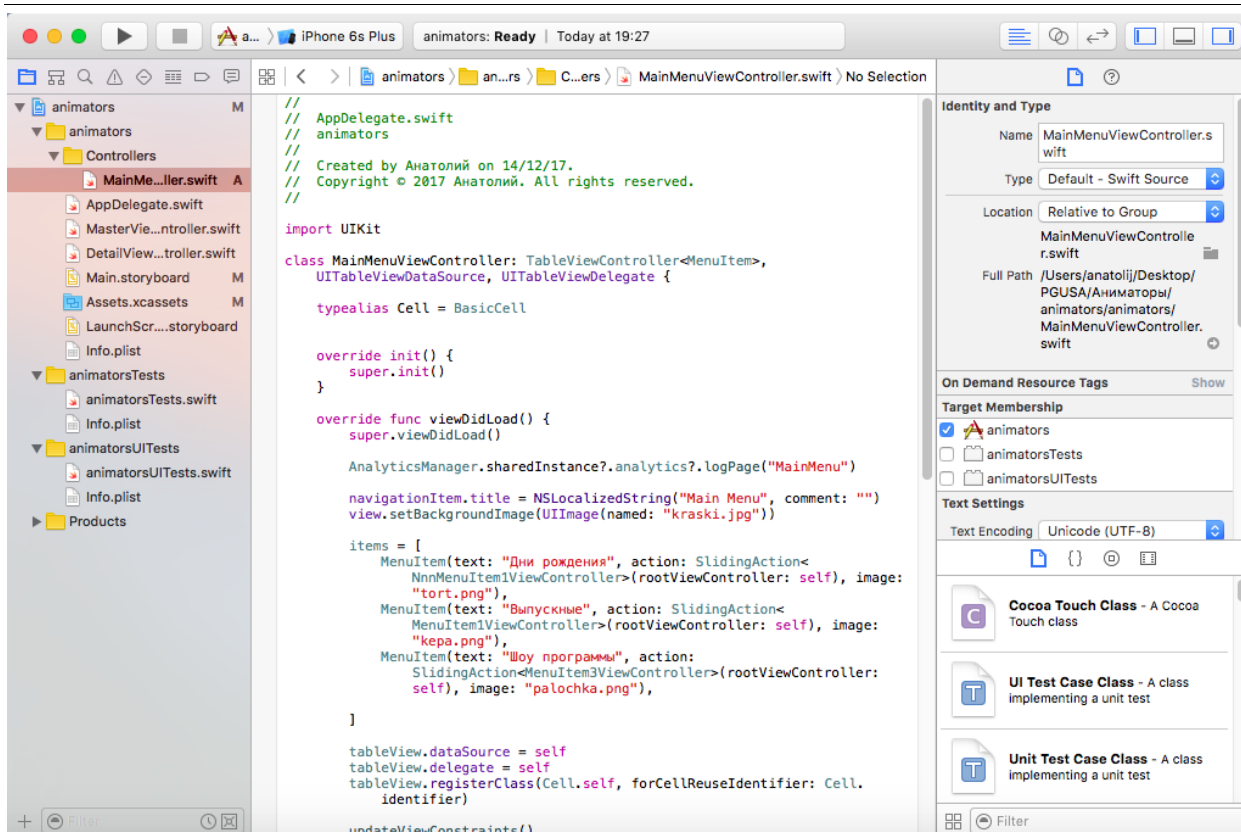 a... iPhone 6s Plus animators: Ready | Today at 19:27
animators an...rs C...ers MainMenuViewController.swift No Selection
animators M
animators
Controllers
MainMe...ller.swift A
AppDelegate.swift
MasterVie...ntroller.swift
DetailView...troller.swift
Main.storyboard M
Assets.xcassets M
LaunchScr....storyboard
Info.plist
animatorsTests
animatorsTests.swift
Info.plist
animatorsUITests
animatorsUITests.swift
Info.plist
Products
Filter
//
// AppDelegate.swift
// animators
//
// Created by Анатолий on 14/12/17.
// Copyright © 2017 Анатолий. All rights reserved.
//
import UIKit
class MainMenuViewController: TableViewController<MenuItem>,
UITableViewDataSource, UITableViewDelegate {
typealias Cell = BasicCell
override init() {
super.init()
}
override func viewDidLoad() {
super.viewDidLoad()
AnalyticsManager.sharedInstance?.analytics?.logPage("MainMenu")
navigationItem.title = NSLocalizedString("Main Menu", comment: "")
view.setBackgroundImage(UIImage(named: "kraski.jpg"))
items = [
MenuItem(text: "Дни рождения", action: SlidingAction<
NnnMenuItem1ViewController>(rootViewController: self), image:
"tort.png"),
MenuItem(text: "Выпускные", action: SlidingAction<
MenuItem1ViewController>(rootViewController: self), image:
"kepa.png"),
MenuItem(text: "Шоу программы", action:
SlidingAction<MenuItem3ViewController>(rootViewController:
self), image: "palochka.png"),
]
tableView.dataSource = self
tableView.delegate = self
tableView.registerClass(Cell.self, forCellReuseIdentifier: Cell.
identifier)
updateViewConstraints()
Identity and Type
Name MainMenuViewController.s
wift
Type Default - Swift Source
Location Relative to Group
MainMenuViewControlle
r.swift
Full Path /Users/anatolij/Desktop/
PGUSA/Аниматоры/
animators/animators/
MainMenuViewController.
swift
On Demand Resource Tags Show
Target Membership
animators
animatorsTests
animatorsUITests
Text Settings
Text Encoding Unicode (UTF-8)
{}
C Cocoa Touch Class - A Cocoa
Touch class
T UI Test Case Class - A class
implementing a unit test
T Unit Test Case Class - A class
implementing a unit test
Filter